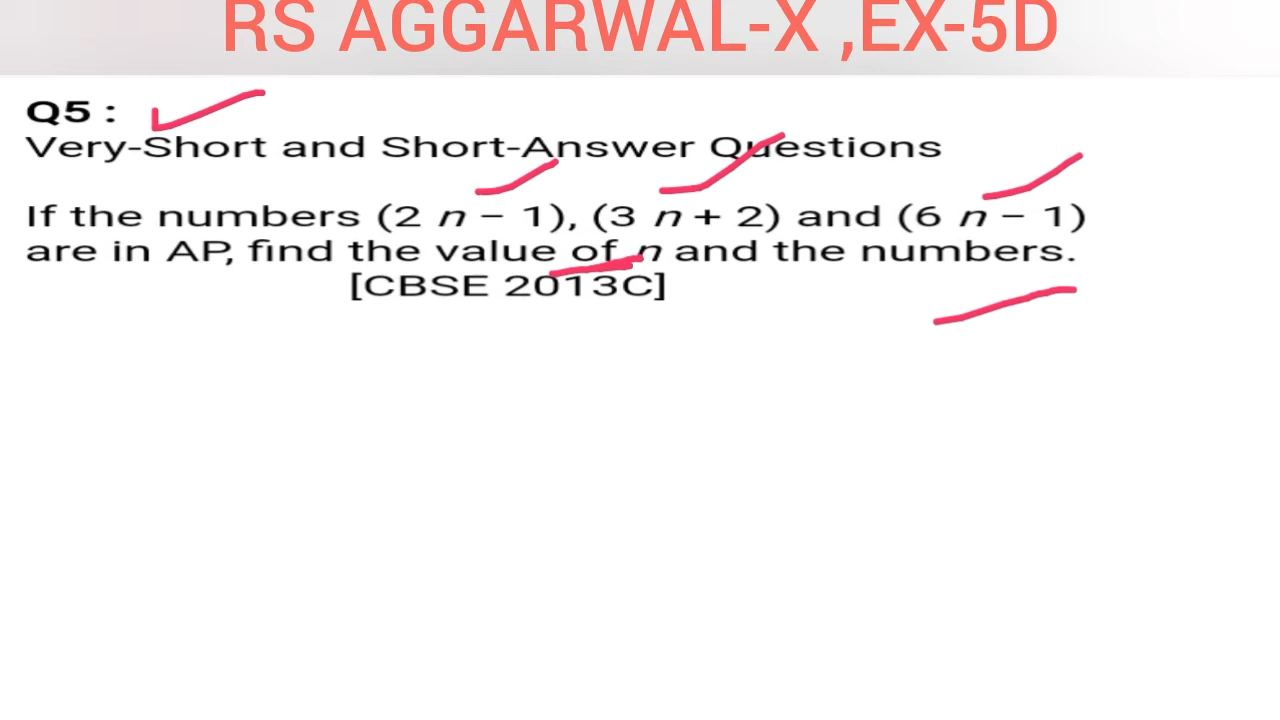 RS AGGARWAL-X ,EX-5D
Q5 :
Very-Short and Short-Answer Questions
If the numbers (2 n − 1), (3 n + 2) and (6 n − 1)
are in AP, find the value of n and the numbers.
[CBSE 2013C]